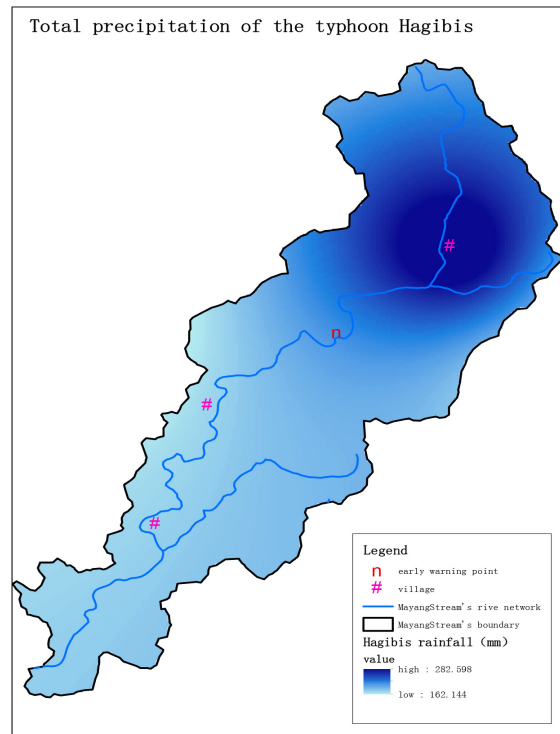 Total precipitation of the typhoon Hagibis
#
n
#
#
Legend
n early warning point
# village
MayangStream's rive network
MayangStream's boundary
Hagibis rainfall (mm)
value
high : 282.598
low : 162.144